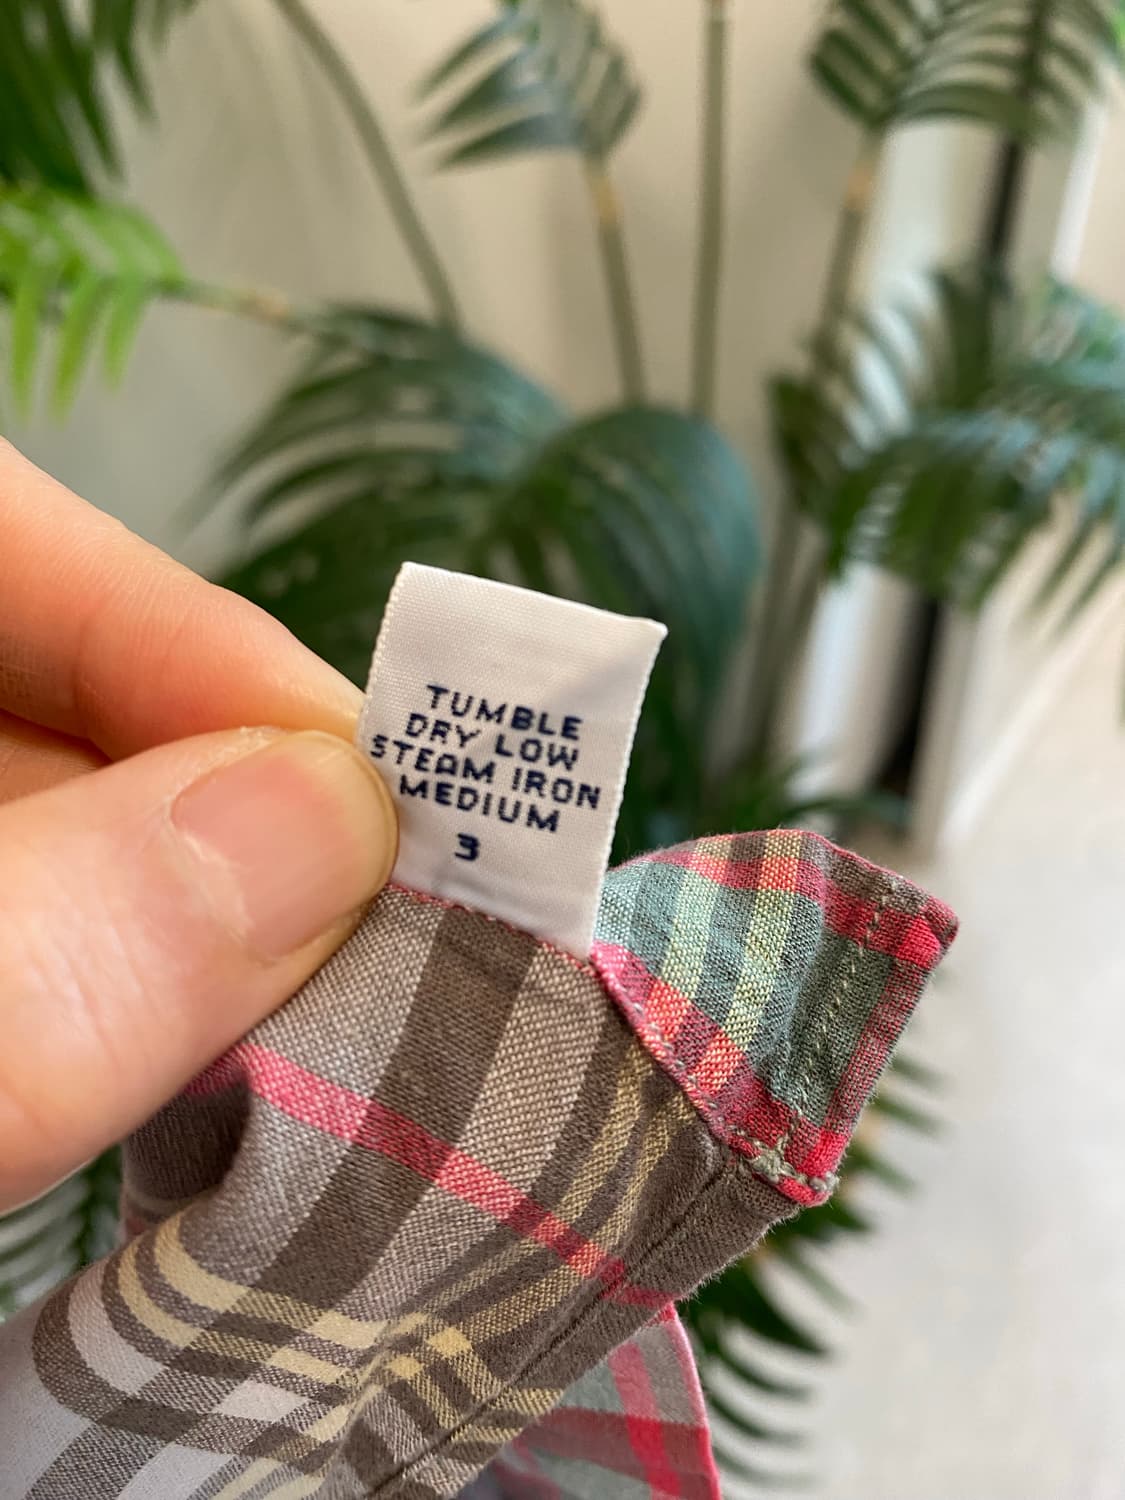 TUMBLE
DRY LOW
STEAM IRON
MEDIUM
3